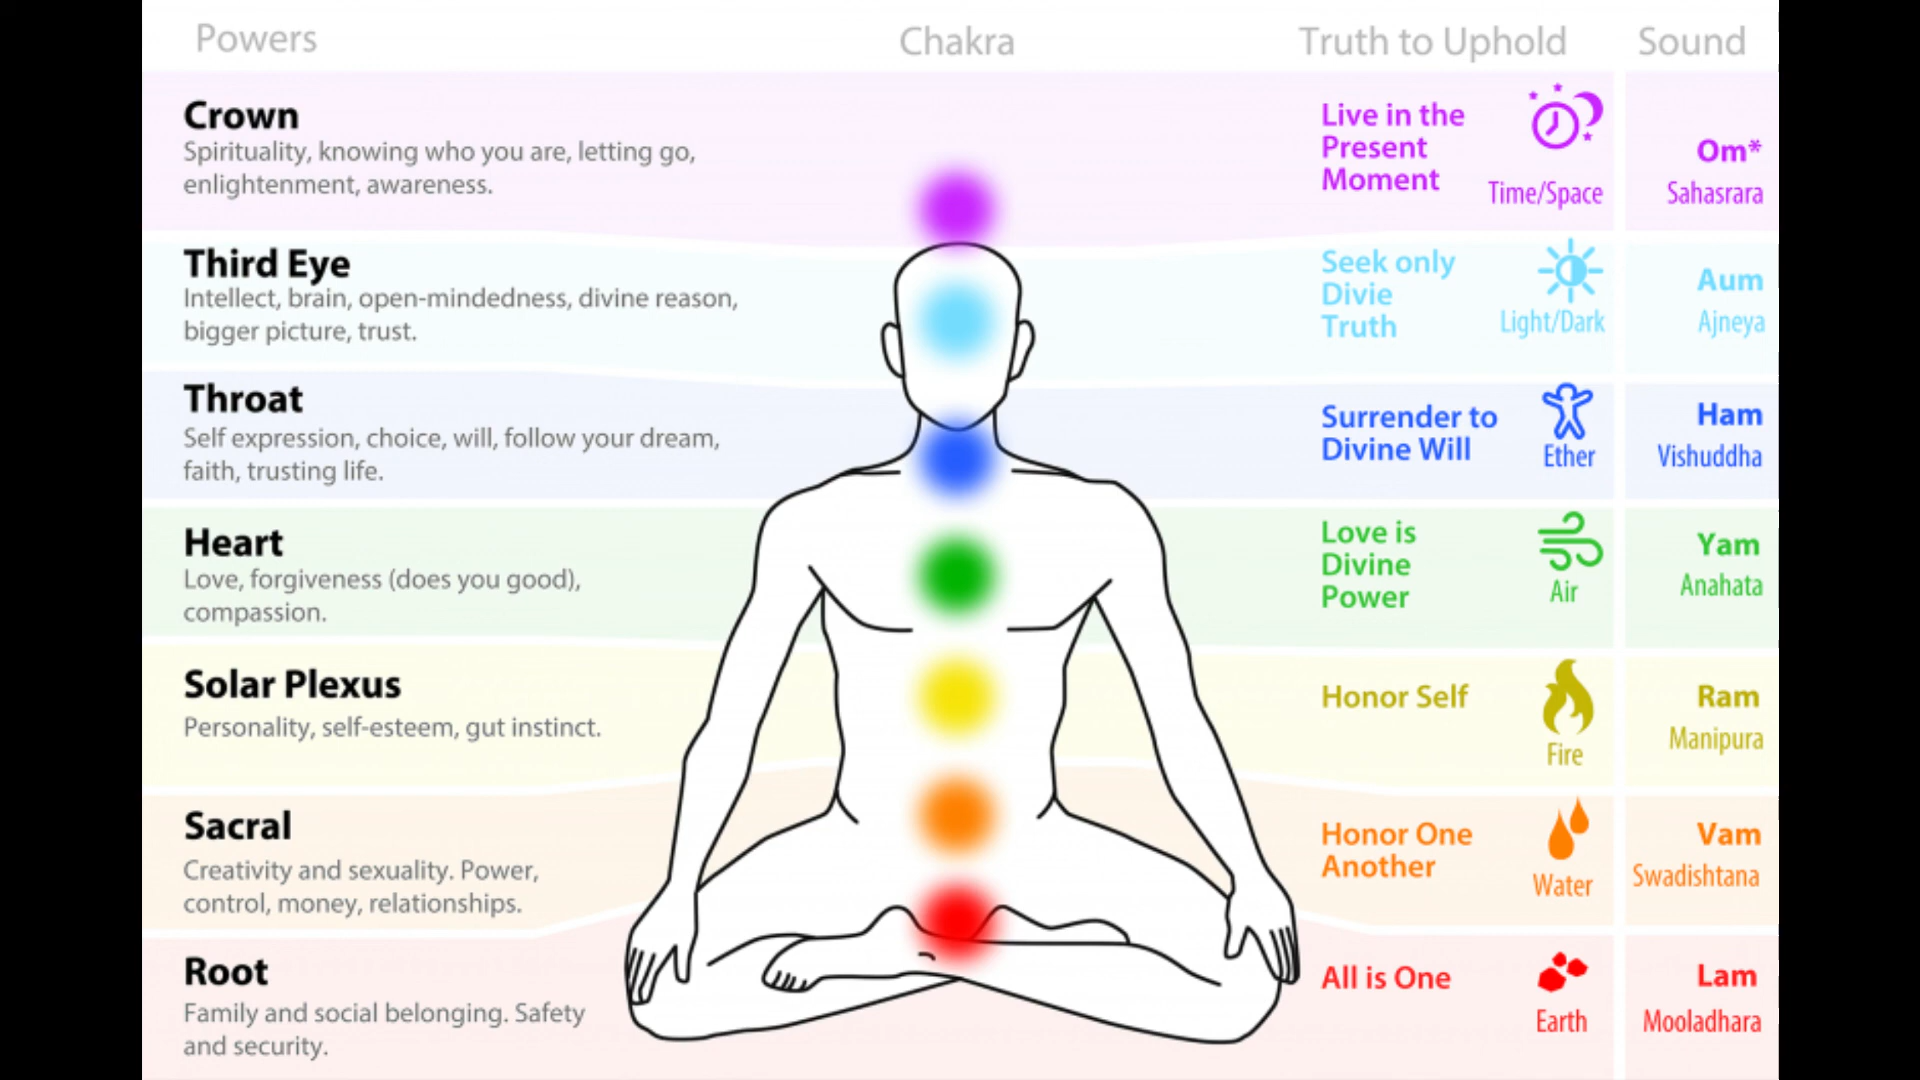 Powers
Chakra
Truth to Uphold
Sound
Crown
Spirituality, knowing who you are, letting go,
enlightenment, awareness.
Live in the
Present
Moment
Time/Space
Om*
Sahasrara
Third Eye
Intellect, brain, open-mindedness, divine reason,
bigger picture, trust.
Seek only
Divie
Truth
Light/Dark
Aum
Ajneya
Throat
Self expression, choice, will, follow your dream,
faith, trusting life.
Surrender to
Divine Will
Ether
Ham
Vishuddha
Heart
Love, forgiveness (does you good),
compassion.
Love is
Divine
Power
Air
Yam
Anahata
Solar Plexus
Personality, self-esteem, gut instinct.
Honor Self
Fire
Ram
Manipura
Sacral
Creativity and sexuality. Power,
control, money, relationships.
Honor One
Another
Water
Vam
Swadishtana
Root
Family and social belonging. Safety
and security.
All is One
Earth
Lam
Mooladhara